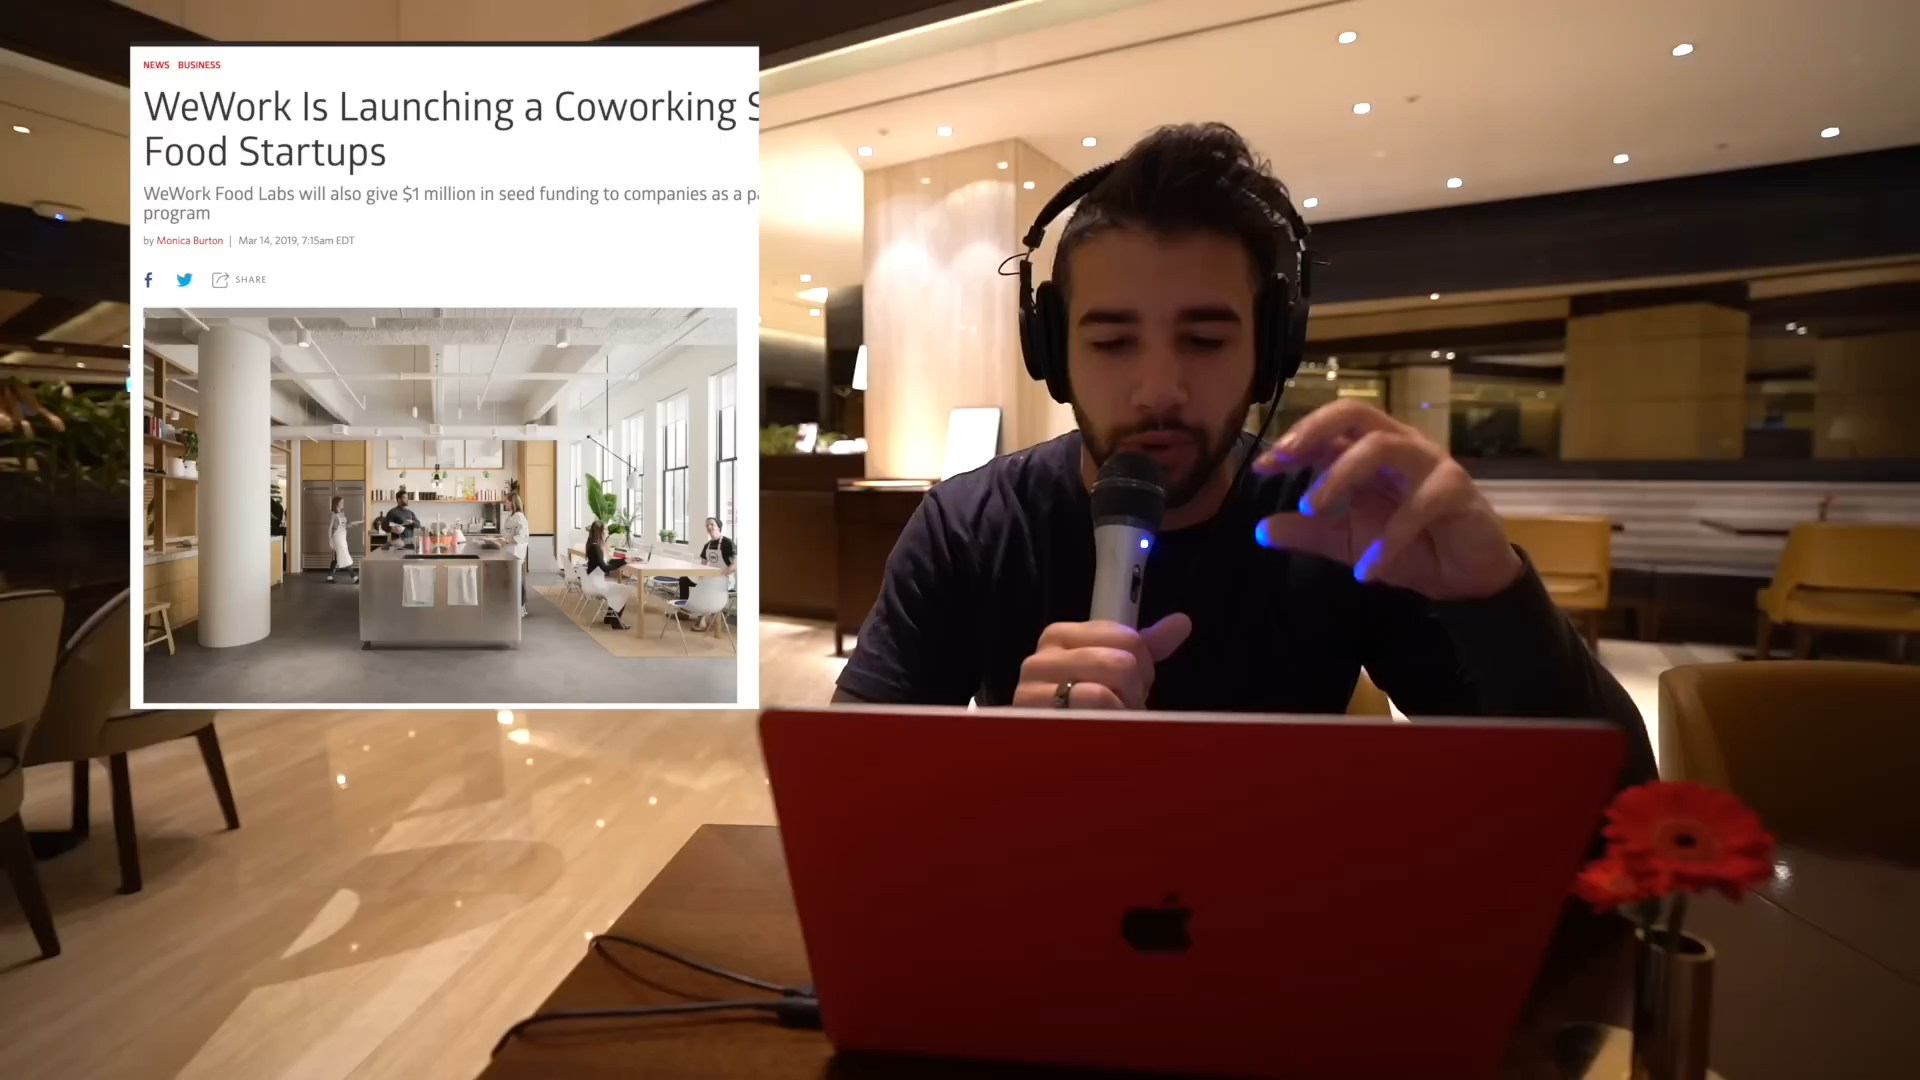 NEWS BUSINESS
WeWork Is Launching a Coworking
Food Startups
WeWork Food Labs will also give $1 million in seed funding to companies as a
program
by Monica Burton | Mar 14, 2019, 7:15am EDT
SHARE